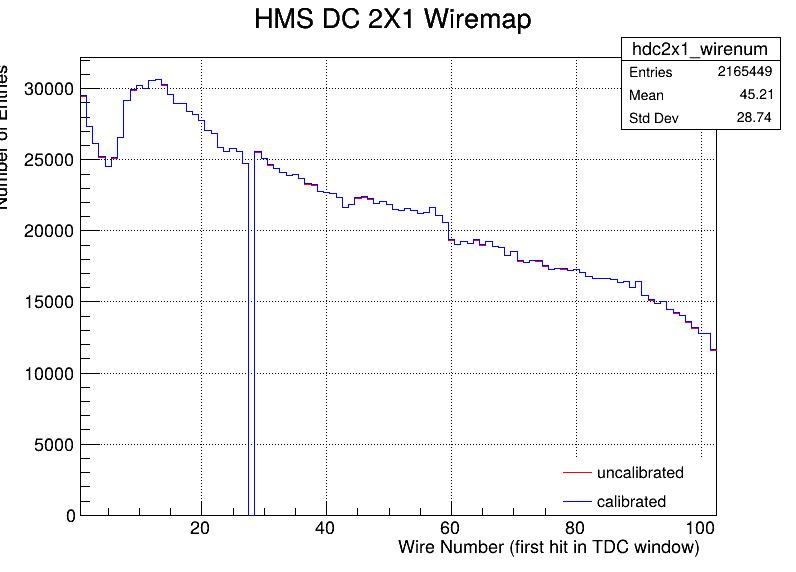 HMS DC 2X1 Wiremap
hdc2x1_wirenum
Entries 2165449
Mean 45.21
Std Dev 28.74
Number of Entries
30000
25000
20000
15000
10000
5000
0
uncalibrated
calibrated
20 40 60 80 100
Wire Number (first hit in TDC window)